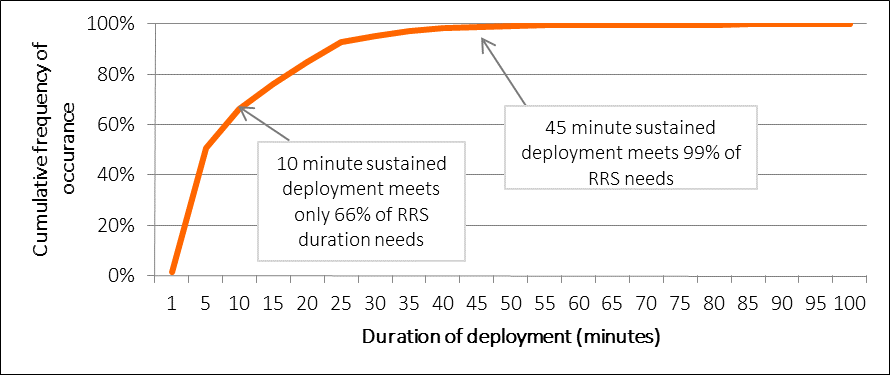 Cumulative frequency of
occurance
100%
80%
60%
40%
20%
0%
10 minute sustained
deployment meets
only 66% of RRS
duration needs
45 minute sustained
deployment meets 99% of
RRS needs
1 5 10 15 20 25 30 35 40 45 50 55 60 65 70 75 80 85 90 95 100
Duration of deployment (minutes)